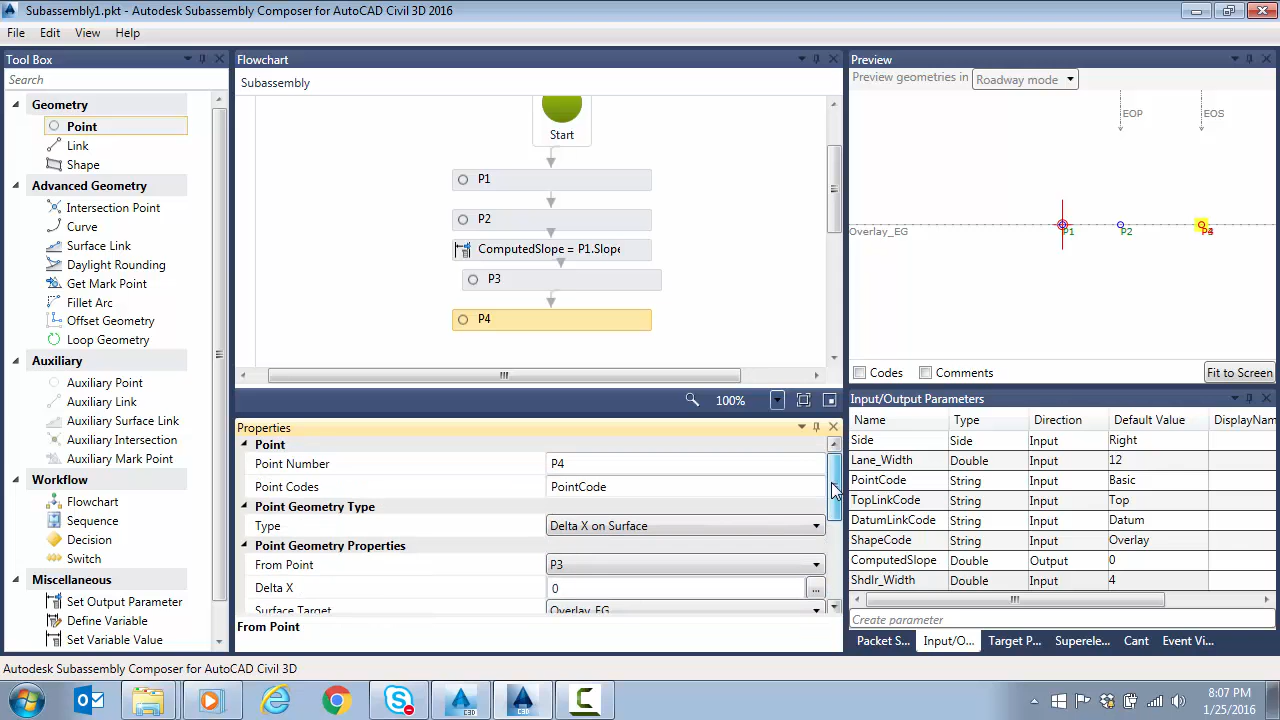 Subassembly1.pkt - Autodesk Subassembly Composer for AutoCAD Civil 3D 2016
File Edit View Help
Tool Box
Search
Geometry
Point
Link
Shape
Advanced Geometry
Intersection Point
Curve
Surface Link
Daylight Rounding
Get Mark Point
Fillet Arc
Offset Geometry
Loop Geometry
Auxiliary
Auxiliary Point
Auxiliary Link
Auxiliary Surface Link
Auxiliary Intersection
Auxiliary Mark Point
Workflow
Flowchart
Sequence
Decision
Switch
Miscellaneous
Set Output Parameter
Define Variable
Set Variable Value
Flowchart
Subassembly
Start
P1
P2
ComputedSlope = P1.Slope
P3
P4
100%
Properties
Point
Point Number P4
Point Codes PointCode
Point Geometry Type
Type Delta X on Surface
Point Geometry Properties
From Point P3
Delta X 0 ...
Surface Target Overlay_EG
From Point
Preview
Preview geometries in Roadway mode
EOP EOS
Overlay_EG
P1 P2
Codes Comments Fit to Screen
Input/Output Parameters
Name Type Direction Default Value DisplayNam
Side Side Input Right
Lane_Width Double Input 12
PointCode String Input Basic
TopLinkCode String Input Top
DatumLinkCode String Input Datum
ShapeCode String Input Overlay
ComputedSlope Double Output 0
Shdlr_Width Double Input 4
Create parameter
Packet S... Input/O... Target P... Superele... Cant Event Vi...
Autodesk Subassembly Composer for AutoCAD Civil 3D
C3D C3D
8:07 PM
1/25/2016